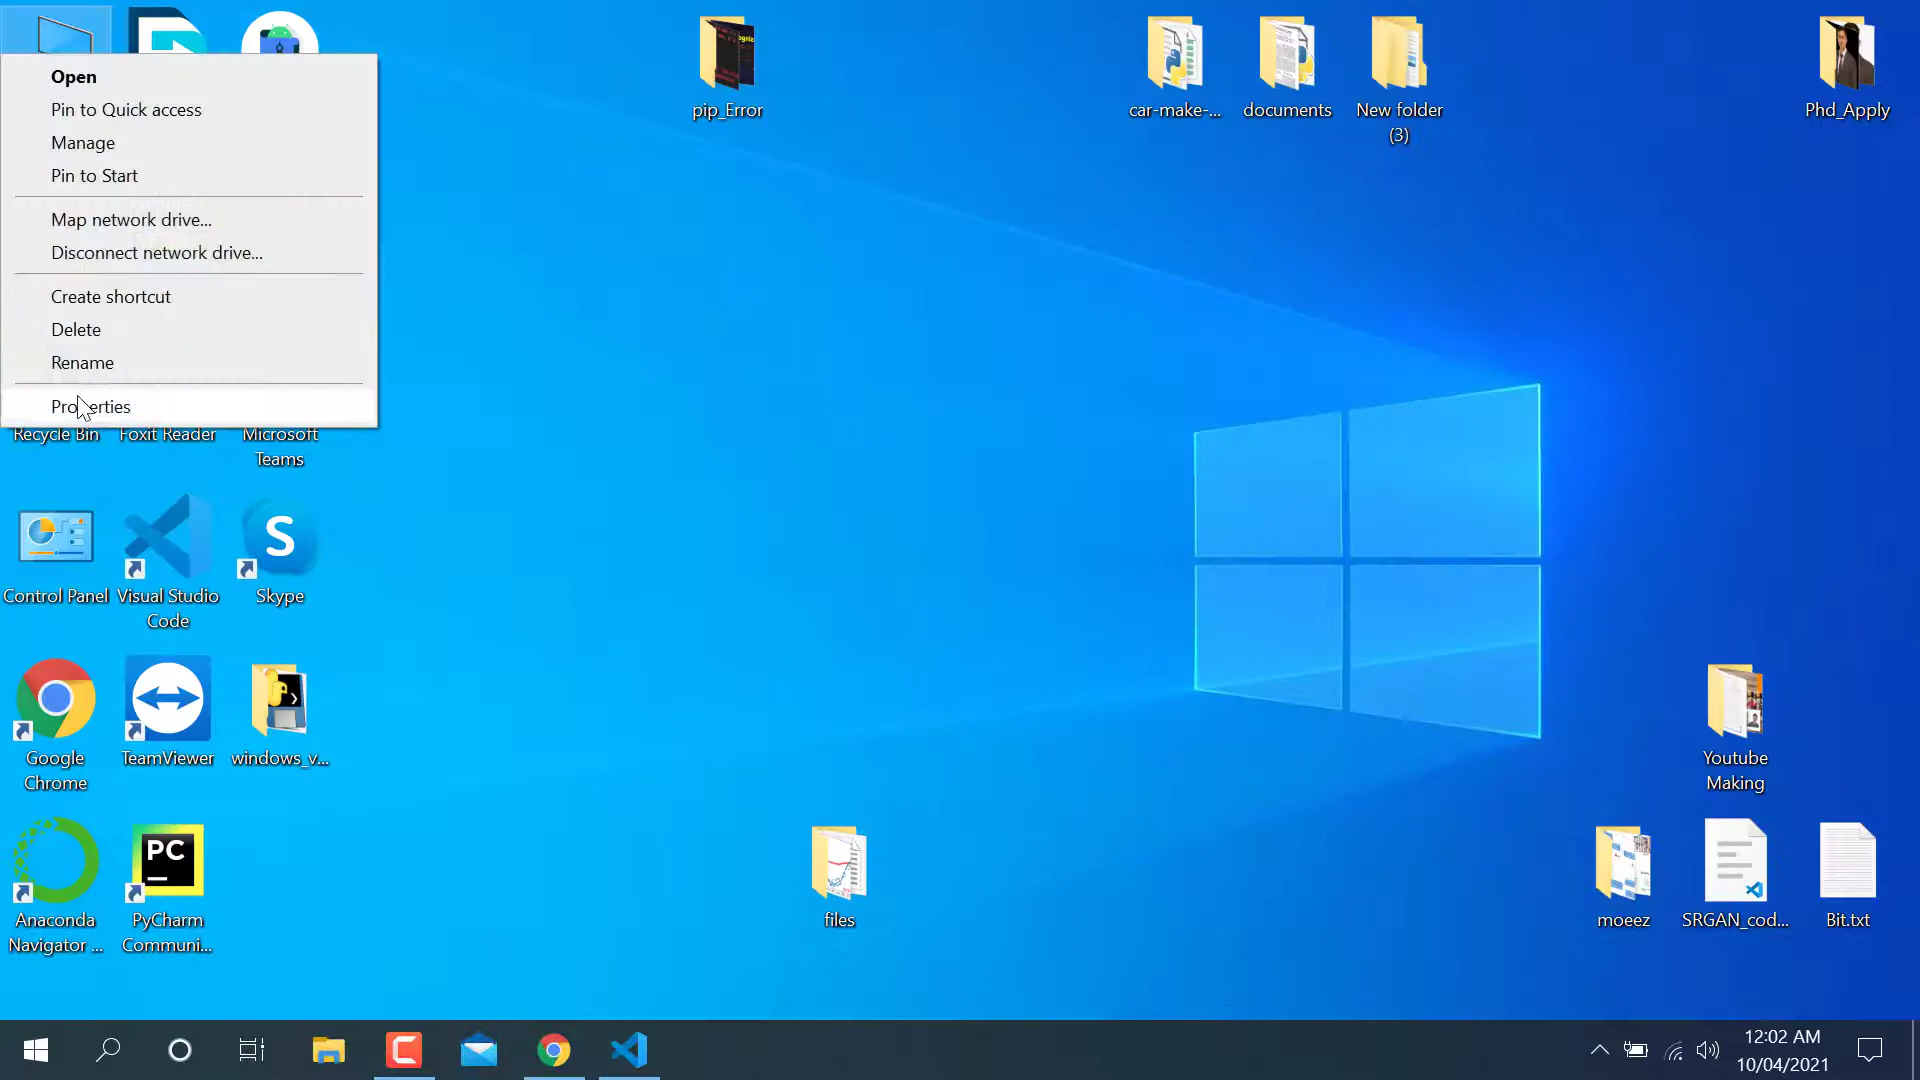 Open
Pin to Quick access
Manage
Pin to Start
Map network drive...
Disconnect network drive...
Create shortcut
Delete
Rename
Properties
Recycle Bin
Foxit Reader
Microsoft
Teams
Control Panel
Visual Studio
Code
S
Skype
Google
Chrome
TeamViewer
windows_v...
Anaconda
Navigator ...
PC
PyCharm
Communi...
pip_Error
car-make-...
documents
New folder
(3)
Phd_Apply
files
Youtube
Making
moeez
SRGAN_cod...
Bit.txt
12:02 AM
10/04/2021